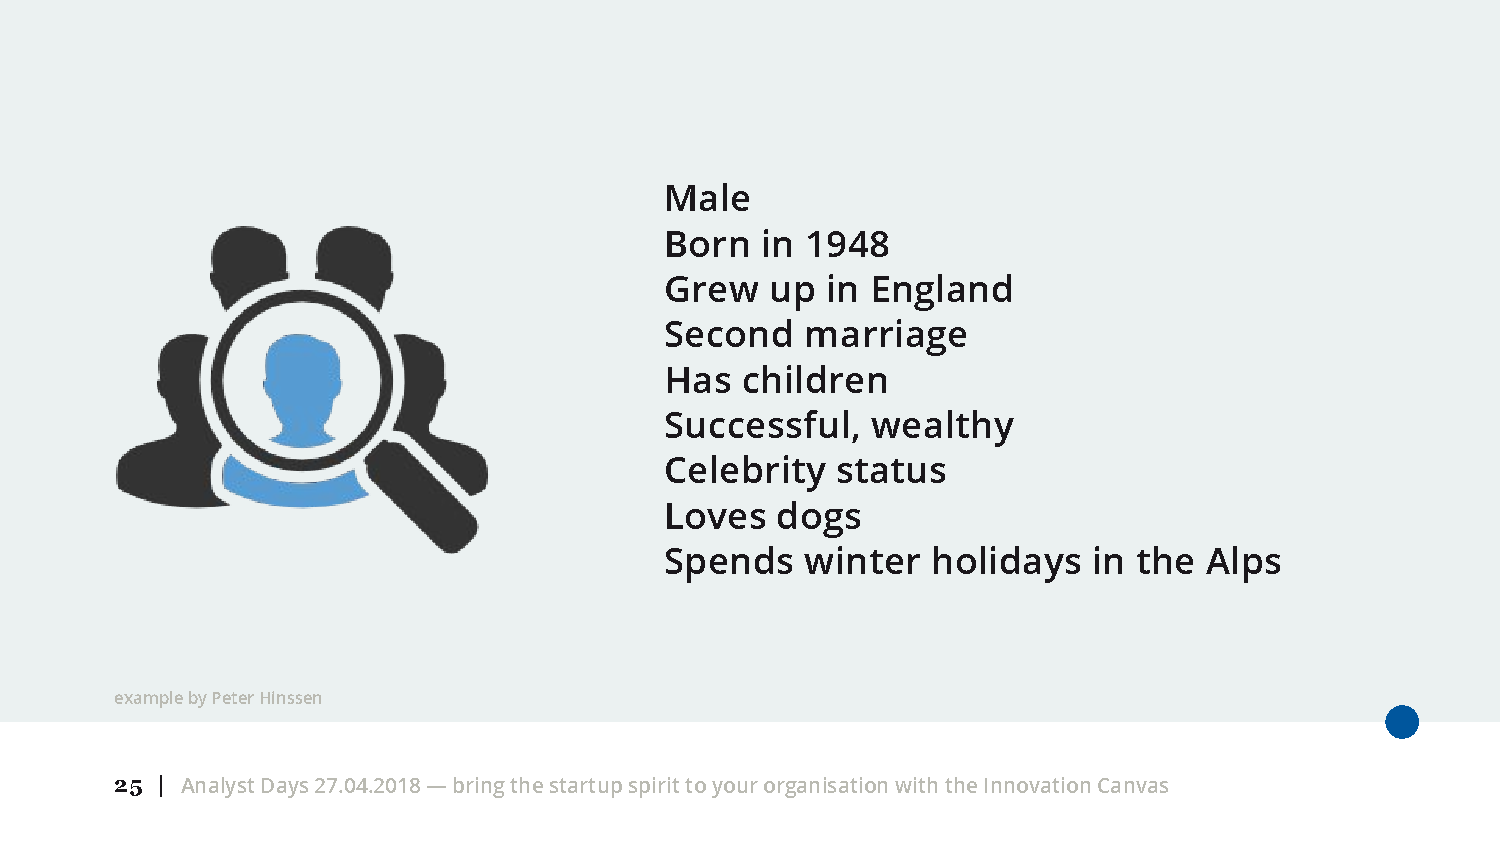 Male
Born in 1948
Grew up in England
Second marriage
Has children
Successful, wealthy
Celebrity status
Loves dogs
Spends winter holidays in the Alps
example by Peter Hinssen
25 | Analyst Days 27.04.2018 — bring the startup spirit to your organisation with the Innovation Canvas